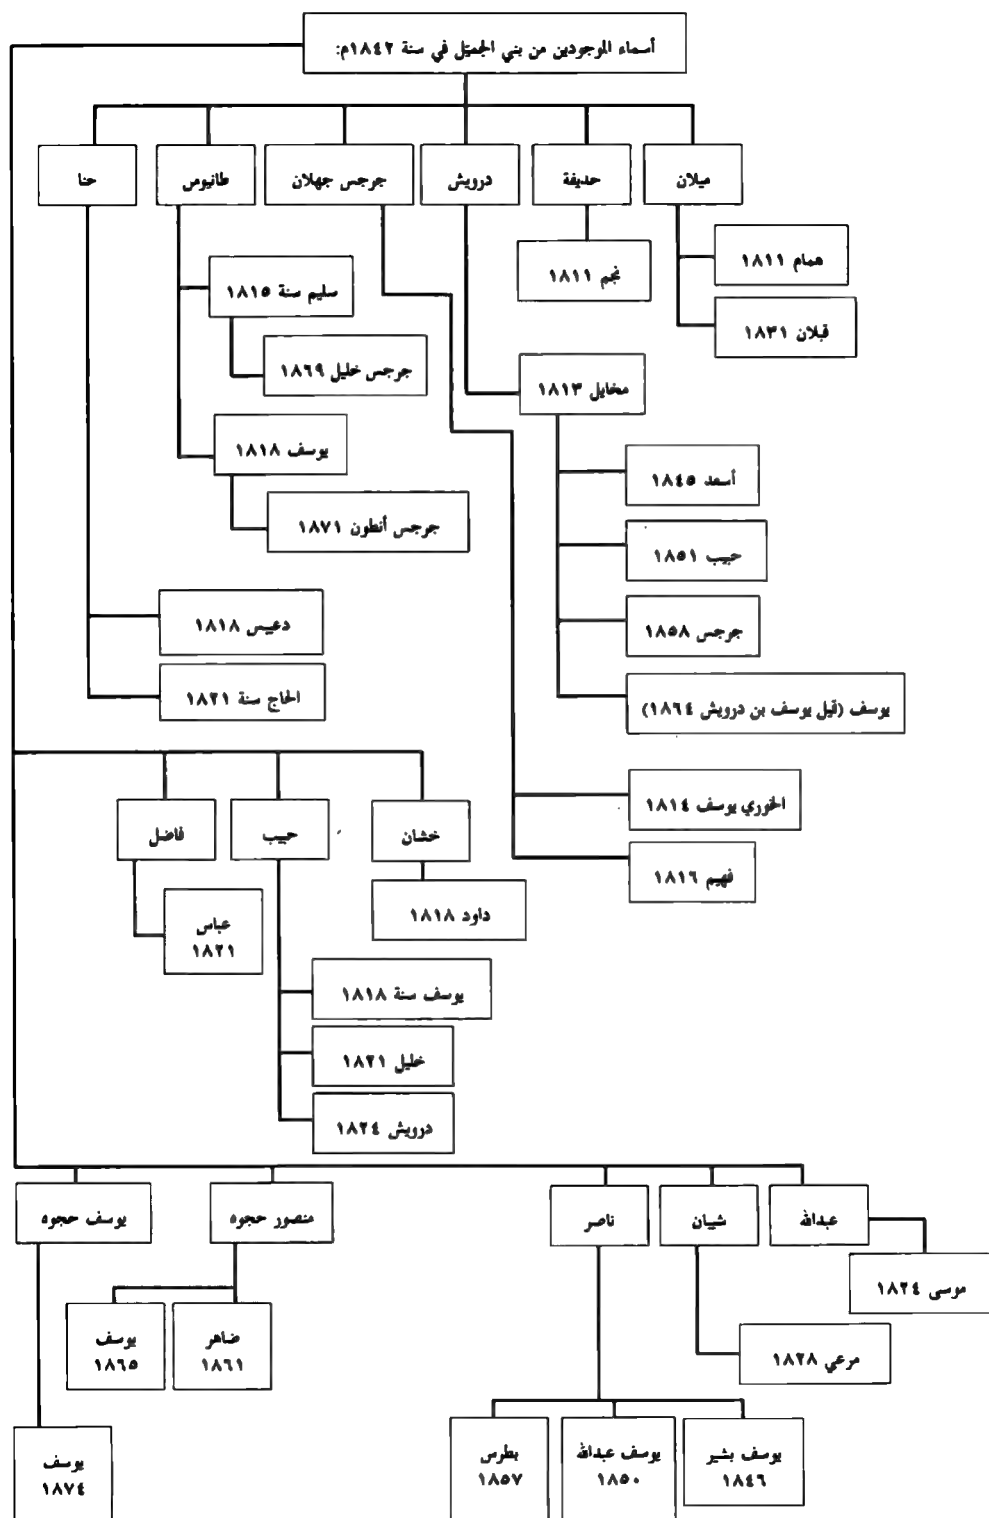 أسماء الموجودين من بني الجميّل في سنة ١٨٤٢م:
ميلان
حديفة
درويش
جرجس جهلان
طانيوس
حنا
همام ١٨١١
نجم ١٨١١
سليم سنة ١٨١٥
قبلان ١٨٣١
جرجس خليل ١٨٦٩
مخايل ١٨١٣
يوسف ١٨١٨
أسعد ١٨٤٥
جرجس أنطون ١٨٧١
حبيب ١٨٥١
دعيبس ١٨١٨
جرجس ١٨٥٨
الحاج سنة ١٨٢١
يوسف (قيل يوسف بن درويش ١٨٦٤)
الخوري يوسف ١٨١٤
خشان
حبيب
فاضل
فهيم ١٨١٦
داود ١٨١٨
عباس
١٨٢١
يوسف سنة ١٨١٨
خليل ١٨٢١
درويش ١٨٢٤
عبدالله
شيبان
ناصر
منصور حجوه
يوسف حجوه
موسى ١٨٢٤
مرعي ١٨٢٨
ضاهر
١٨٦١
يوسف
١٨٦٥
يوسف بشير
١٨٤٦
يوسف عبدالله
١٨٥٠
بطرس
١٨٥٧
يوسف
١٨٧٤